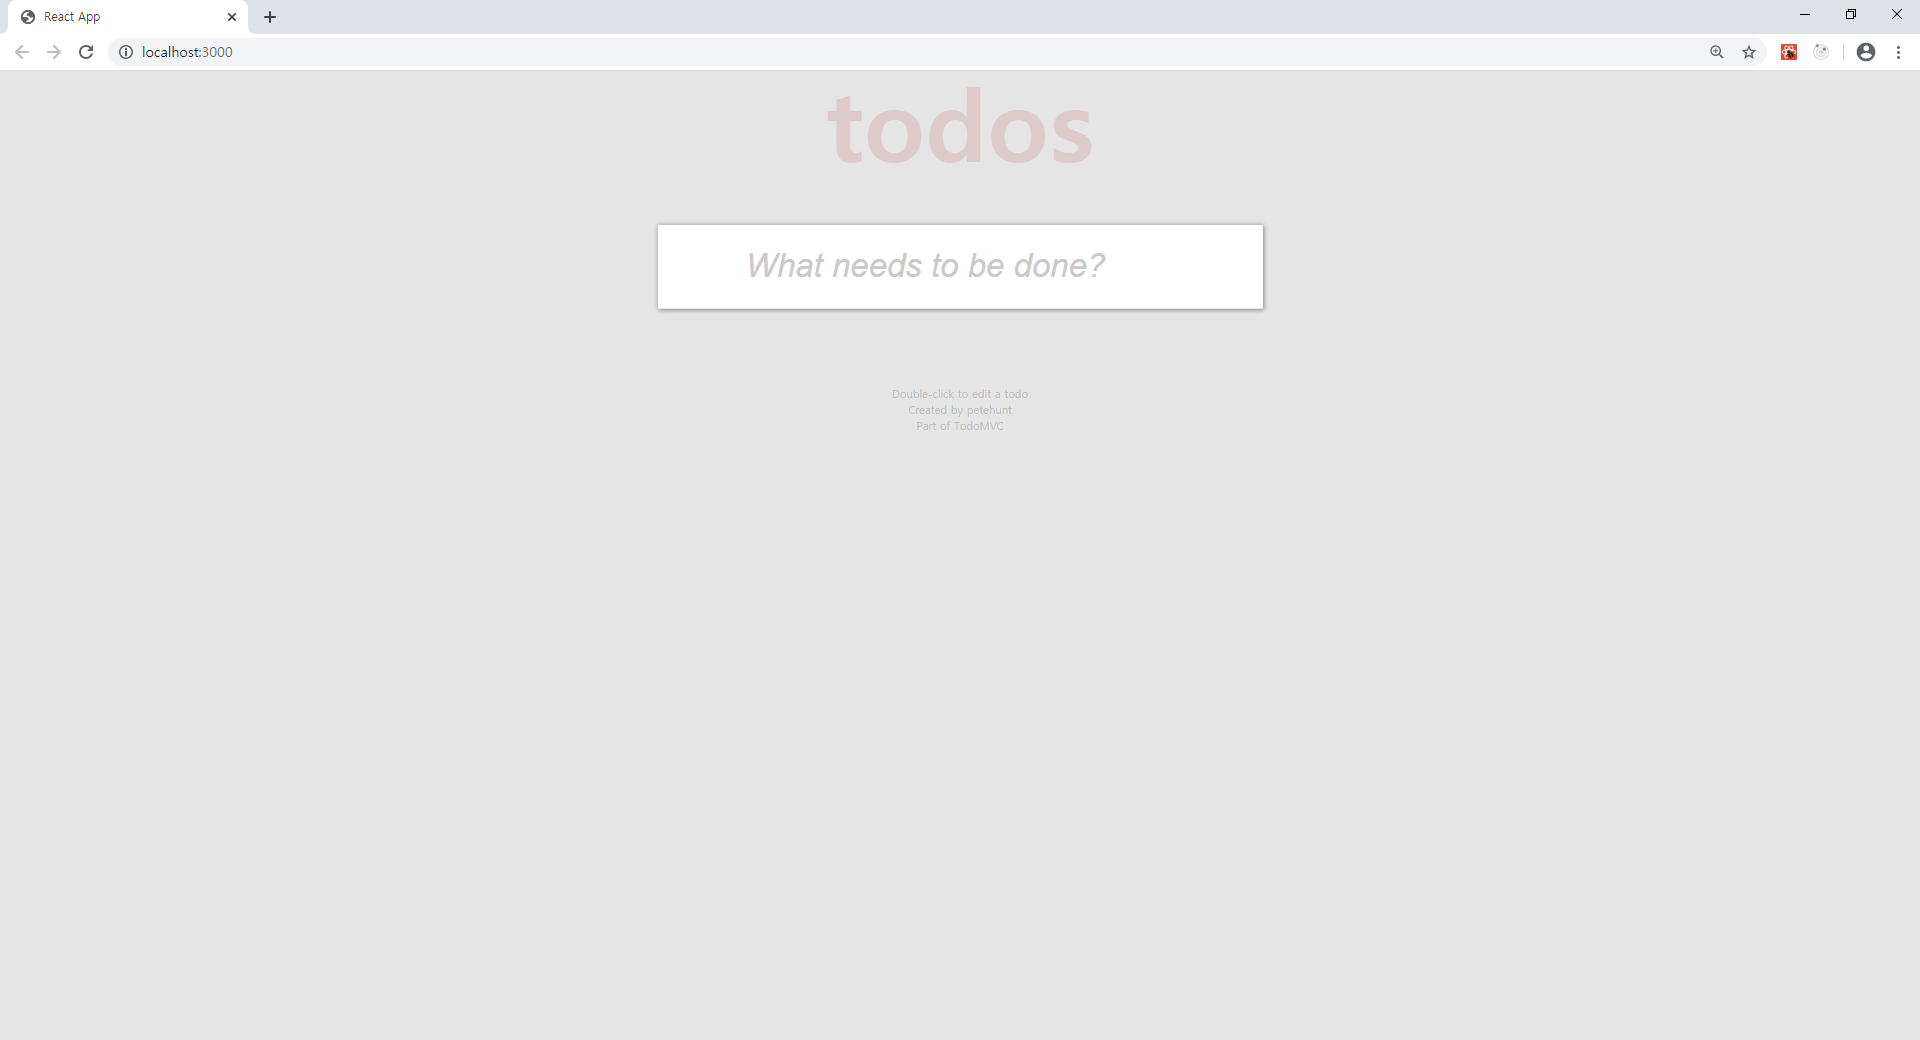 React App
localhost:3000
todos
What needs to be done?
Double-click to edit a todo
Created by petehunt
Part of TodoMVC